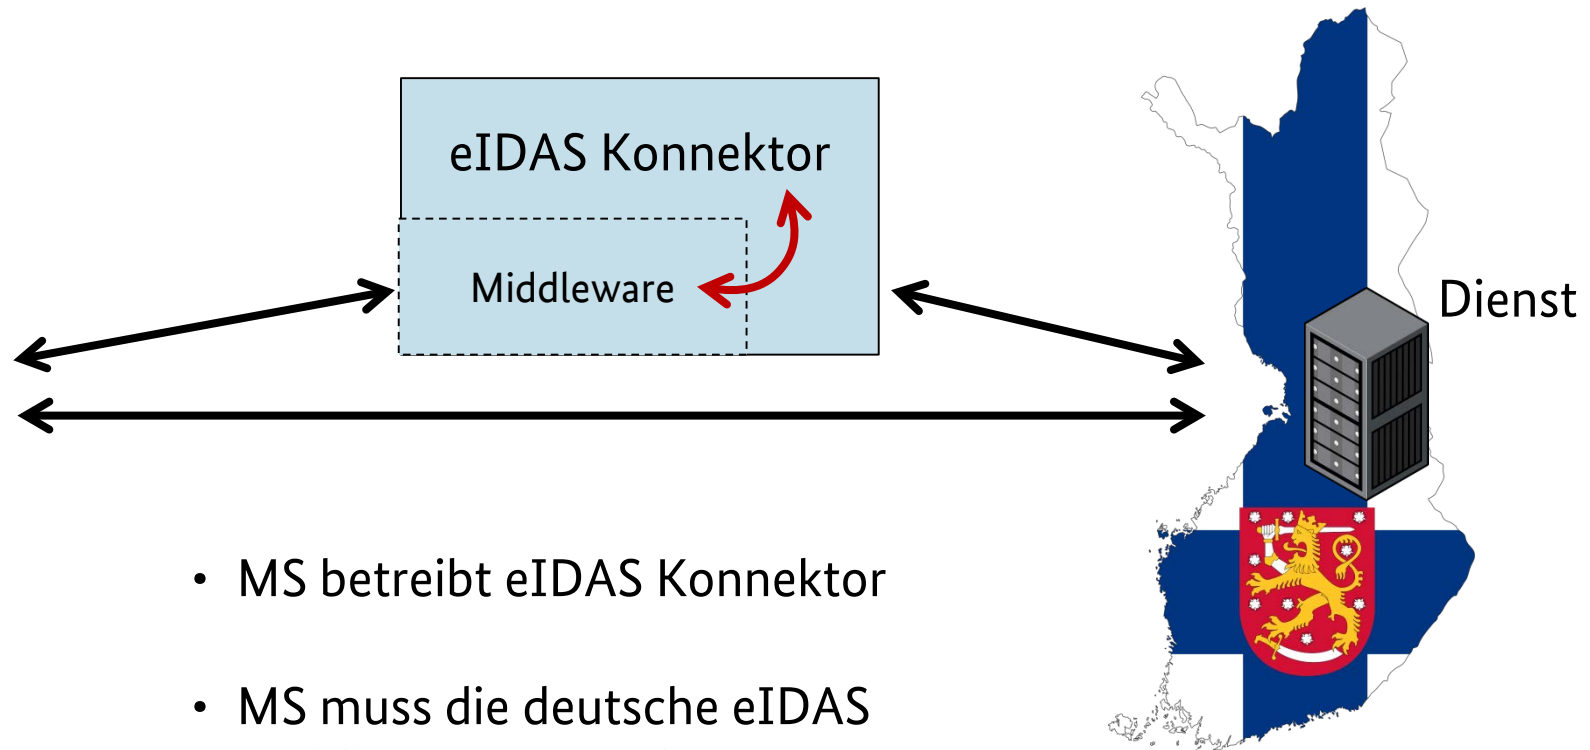 eIDAS Konnektor
Middleware
Dienst
• MS betreibt eIDAS Konnektor
• MS muss die deutsche eIDAS